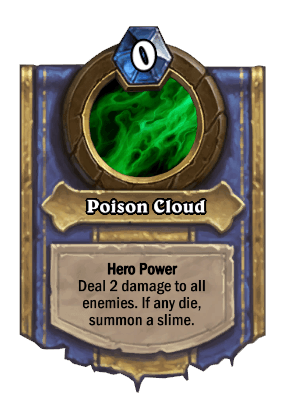 0
Poison Cloud
Hero Power
Deal 2 damage to all
enemies. If any die,
summon a slime.